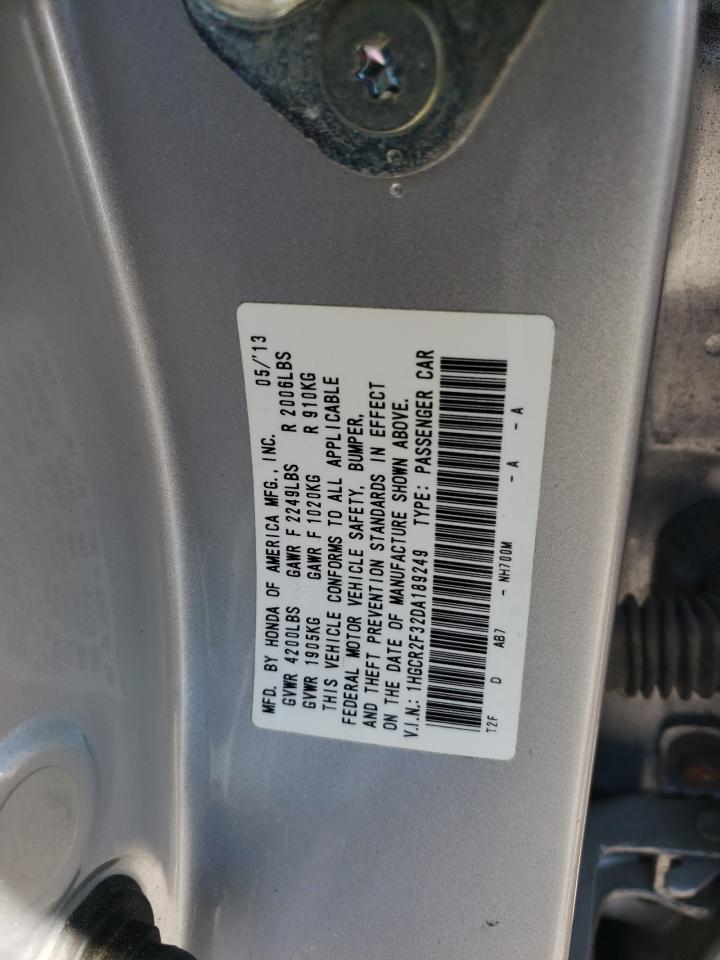 MFD. BY HONDA OF AMERICA MFG., INC. 05/'13
GVWR 4200LBS GAWR F 2249LBS R 2006LBS
GVWR 1905KG GAWR F 1020KG R 910KG
THIS VEHICLE CONFORMS TO ALL APPLICABLE
FEDERAL MOTOR VEHICLE SAFETY, BUMPER,
AND THEFT PREVENTION STANDARDS IN EFFECT
ON THE DATE OF MANUFACTURE SHOWN ABOVE.
V.I.N.: 1HGCR2F32DA189249 TYPE: PASSENGER CAR
T2F D AB7 - NH700M - A - A